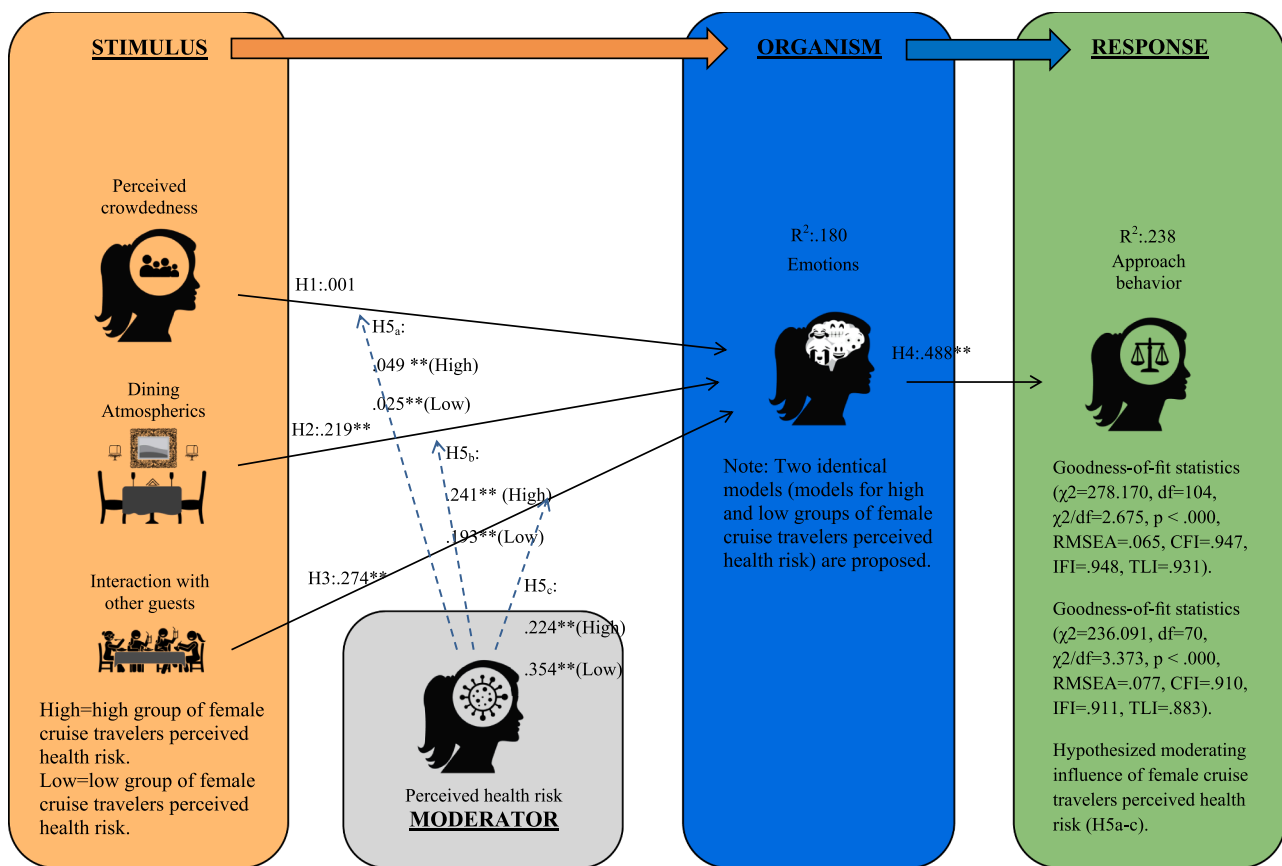 STIMULUS
ORGANISM
RESPONSE
Perceived
crowdedness
Dining
Atmospherics
Interaction with
other guests
High=high group of female
cruise travelers perceived
health risk.
Low=low group of female
cruise travelers perceived
health risk.
H1:.001
H5a:
.049 **(High)
.025**(Low)
H2:.219**
H5b:
.241** (High)
.193**(Low)
H3:.274**
H5c:
.224**(High)
.354**(Low)
Perceived health risk
MODERATOR
R²:.180
Emotions
Note: Two identical
models (models for high
and low groups of female
cruise travelers perceived
health risk) are proposed.
H4:.488**
R²:.238
Approach
behavior
Goodness-of-fit statistics
(χ2=278.170, df=104,
χ2/df=2.675, p < .000,
RMSEA=.065, CFI=.947,
IFI=.948, TLI=.931).
Goodness-of-fit statistics
(χ2=236.091, df=70,
χ2/df=3.373, p < .000,
RMSEA=.077, CFI=.910,
IFI=.911, TLI=.883).
Hypothesized moderating
influence of female cruise
travelers perceived health
risk (H5a-c).